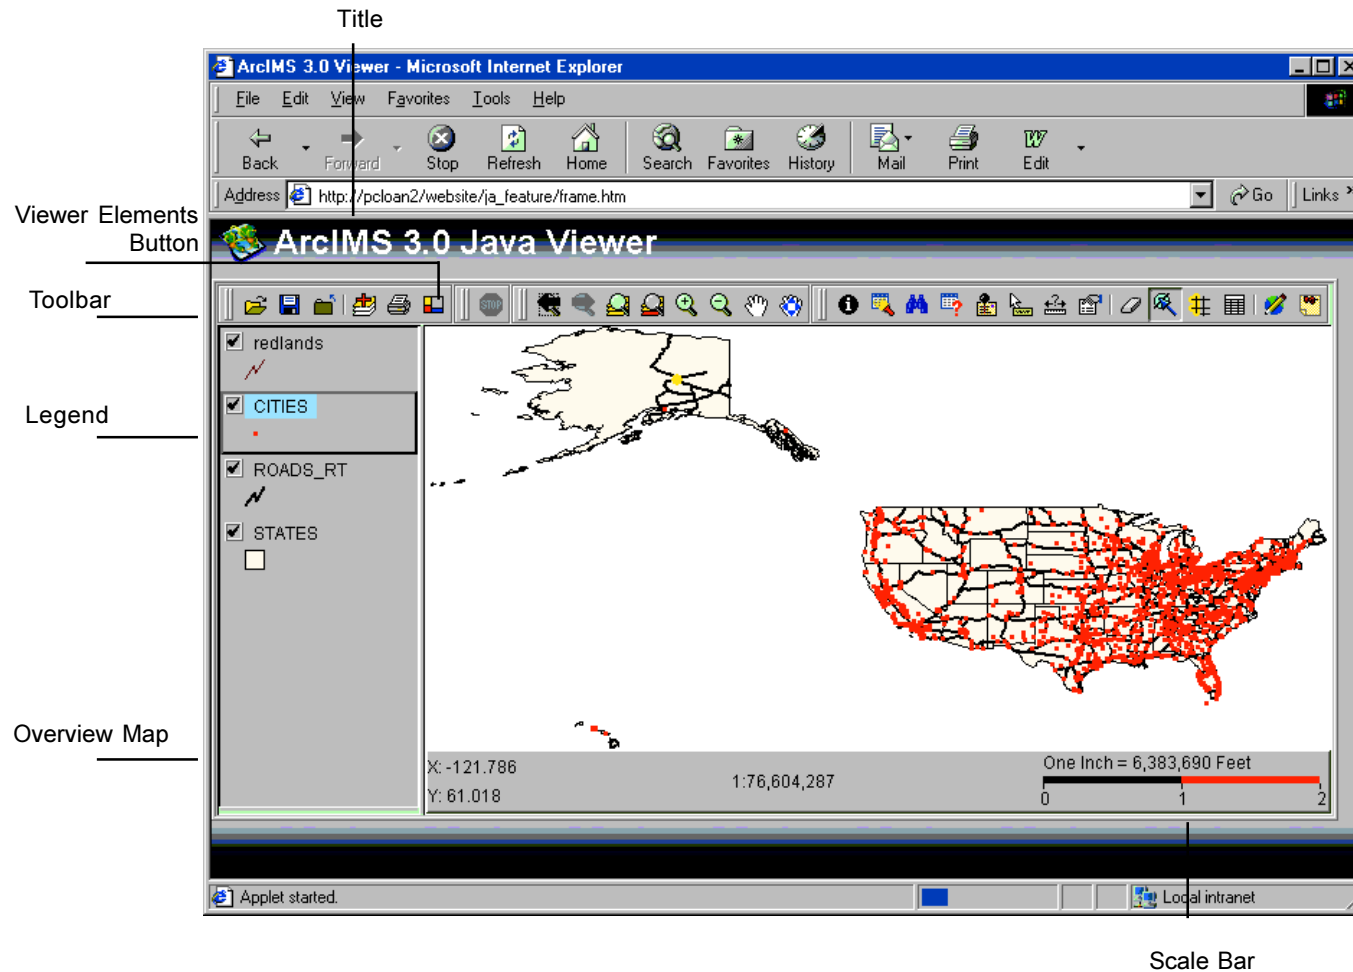 Title
ArcIMS 3.0 Viewer - Microsoft Internet Explorer
File Edit View Favorites Tools Help
Back Forward Stop Refresh Home Search Favorites History Mail Print Edit
Address http://pcloan2/website/ja_feature/frame.htm Go Links »
Viewer Elements
Button
ArcIMS 3.0 Java Viewer
Toolbar
STOP
redlands
Legend
CITIES
ROADS_RT
STATES
Overview Map
X: -121.786
Y: 61.018
1:76,604,287
One Inch = 6,383,690 Feet
0 1 2
Applet started.
Local intranet
Scale Bar